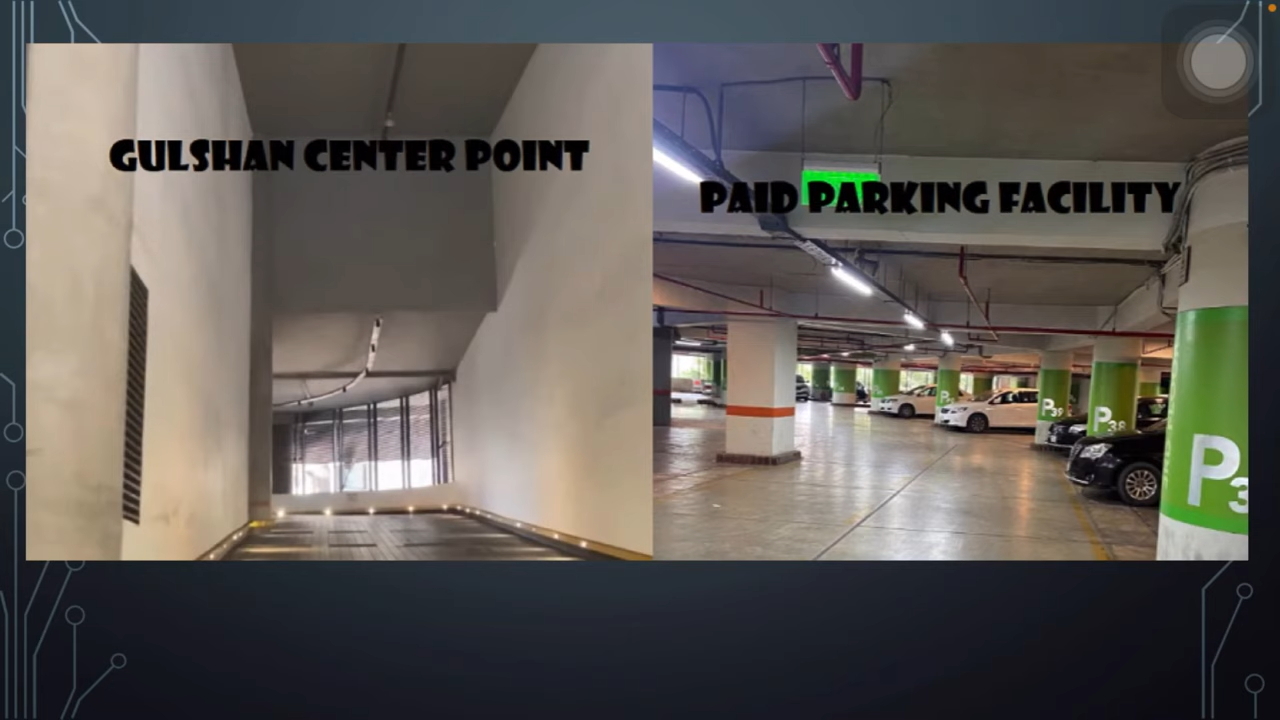 GULSHAN CENTER POINT
PAID PARKING FACILITY
P39
P38
P3